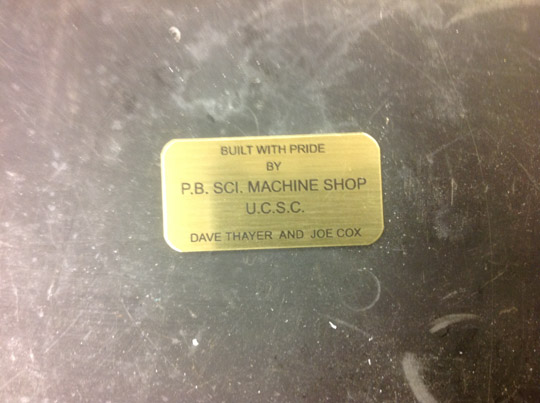 BUILT WITH PRIDE
BY
P.B. SCI. MACHINE SHOP
U.C.S.C.
DAVE THAYER AND JOE COX